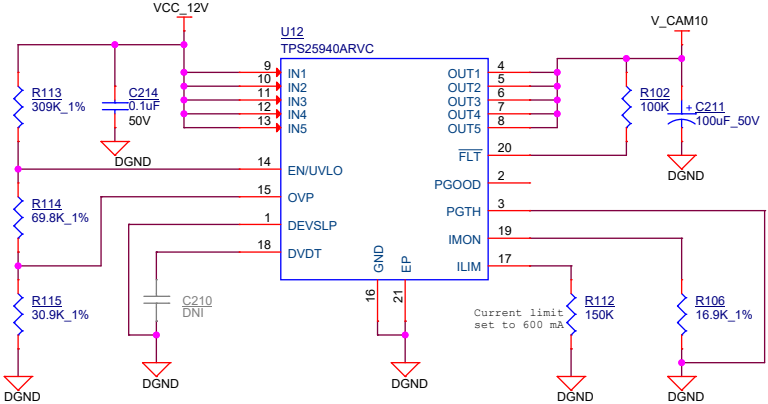 VCC_12V
V_CAM10
U12
TPS25940ARVC
R113
309K_1%
C214
0.1uF
50V
DGND
9
IN1
10
IN2
11
IN3
12
IN4
13
IN5
14
EN/UVLO
15
OVP
1
DEVSLP
18
DVDT
OUT1
4
OUT2
5
OUT3
6
OUT4
7
OUT5
8
FLT
20
PGOOD
2
PGTH
3
IMON
19
ILIM
17
GND
16
EP
21
R102
100K
+
C211
100uF_50V
DGND
R114
69.8K_1%
R115
30.9K_1%
C210
DNI
Current limit
set to 600 mA
R112
150K
R106
16.9K_1%
DGND
DGND
DGND
DGND
DGND